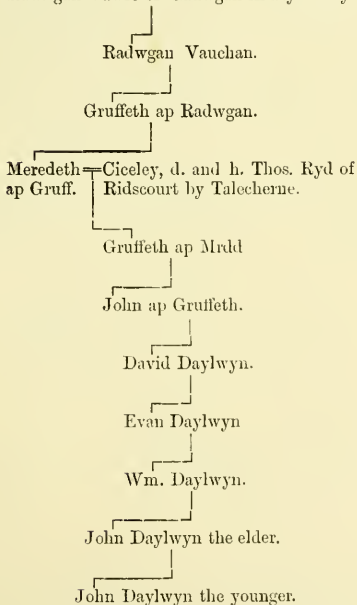 Radwgan Vauchan.
Gruffeth ap Radwgan.
Meredeth = Ciceley, d. and h. Thos. Ryd of
ap Gruff. Ridscourt by Talecherne.
Gruffeth ap Mrdd
John ap Gruffeth.
David Daylwyn.
Evan Daylwyn
Wm. Daylwyn.
John Daylwyn the elder.
John Daylwyn the younger.